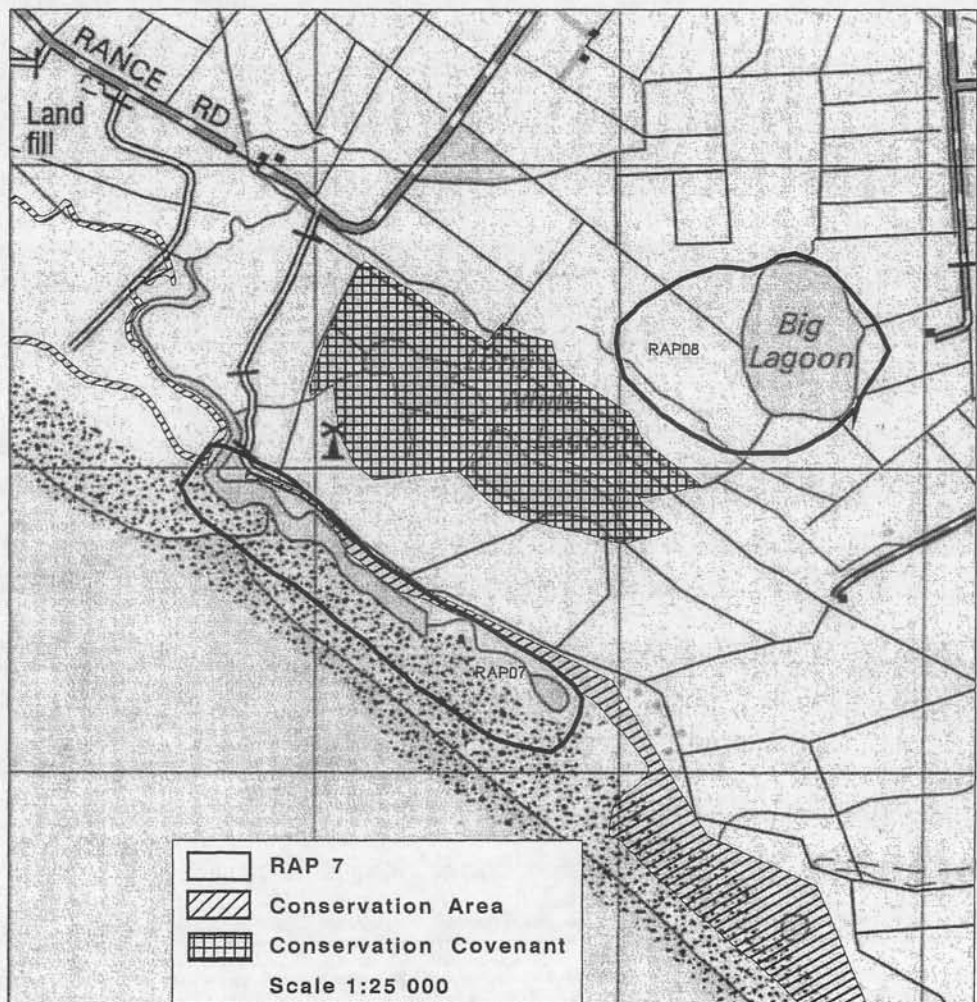 RANCE RD
Land
fill
Big
Lagoon
RAP08
RAP07
RAP 7
Conservation Area
Conservation Covenant
Scale 1:25 000